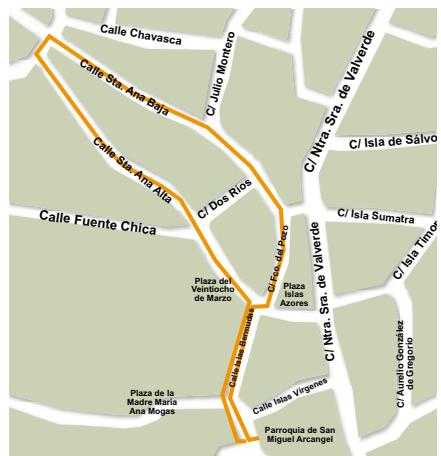 Calle Chavasca
C/ Julio Montero
Calle Sta. Ana Baja
C/ Ntra. Sra. de Valverde
C/ Isla de Sálvo
Calle Sta. Ana Alta
C/ Dos Ríos
Calle Fuente Chica
C/ Isla Sumatra
C/ Fco. del Pozo
C/ Isla Timor
Plaza del
Veintiocho
de Marzo
Plaza
Islas
Azores
C/ Ntra. Sra. de Valverde
Calle Islas Bermudas
C/ Aurelio González
de Gregorio
Calle Islas Vírgenes
Plaza de la
Madre María
Ana Mogas
Parroquia de San
Miguel Arcangel